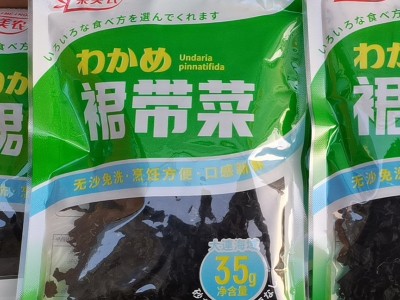 いろいろな食べ方を選んでくれます
わかめ
Undaria
pinnatifida
裙带菜
无沙免洗·烹饪方便·口感
35g
净含量